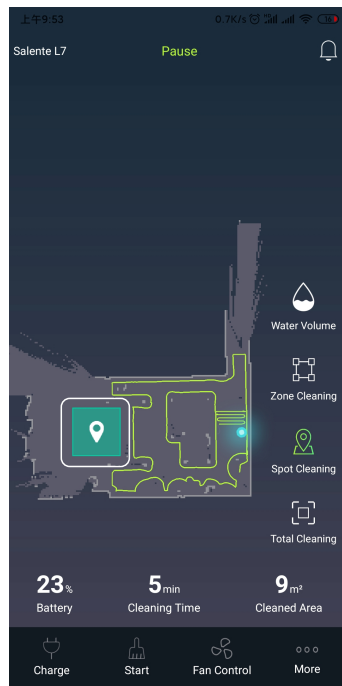 上午9:53
0.7K/s
Salente L7
Pause
Water Volume
Zone Cleaning
Spot Cleaning
Total Cleaning
23%
5min
9m²
Battery
Cleaning Time
Cleaned Area
Charge
Start
Fan Control
More